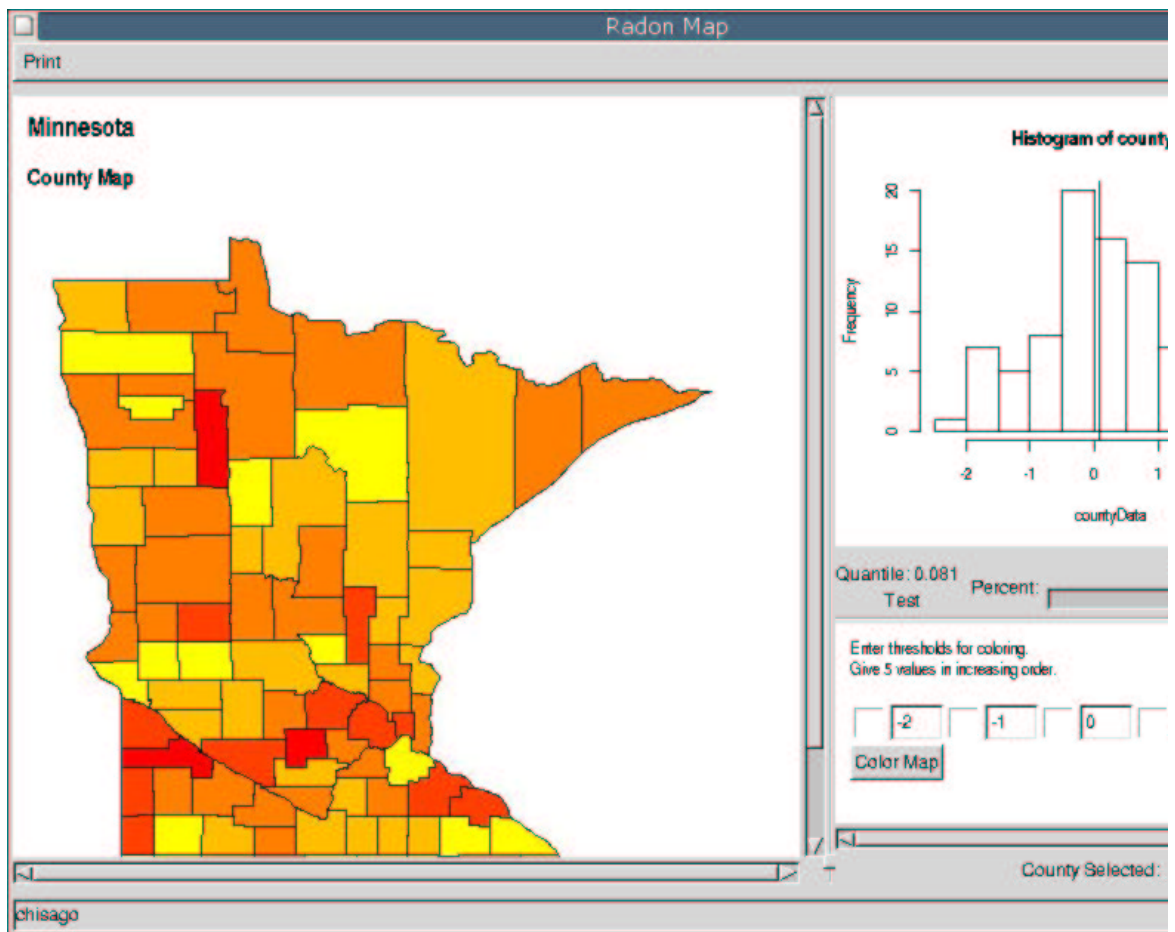 Radon Map
Print
Minnesota
County Map
Histogram of county
Frequency
20
15
10
5
0
-2
-1
0
1
countyData
Quantile: 0.081
Percent:
Test
Enter thresholds for coloring.
Give 5 values in increasing order.
-2
-1
0
Color Map
County Selected:
chisago